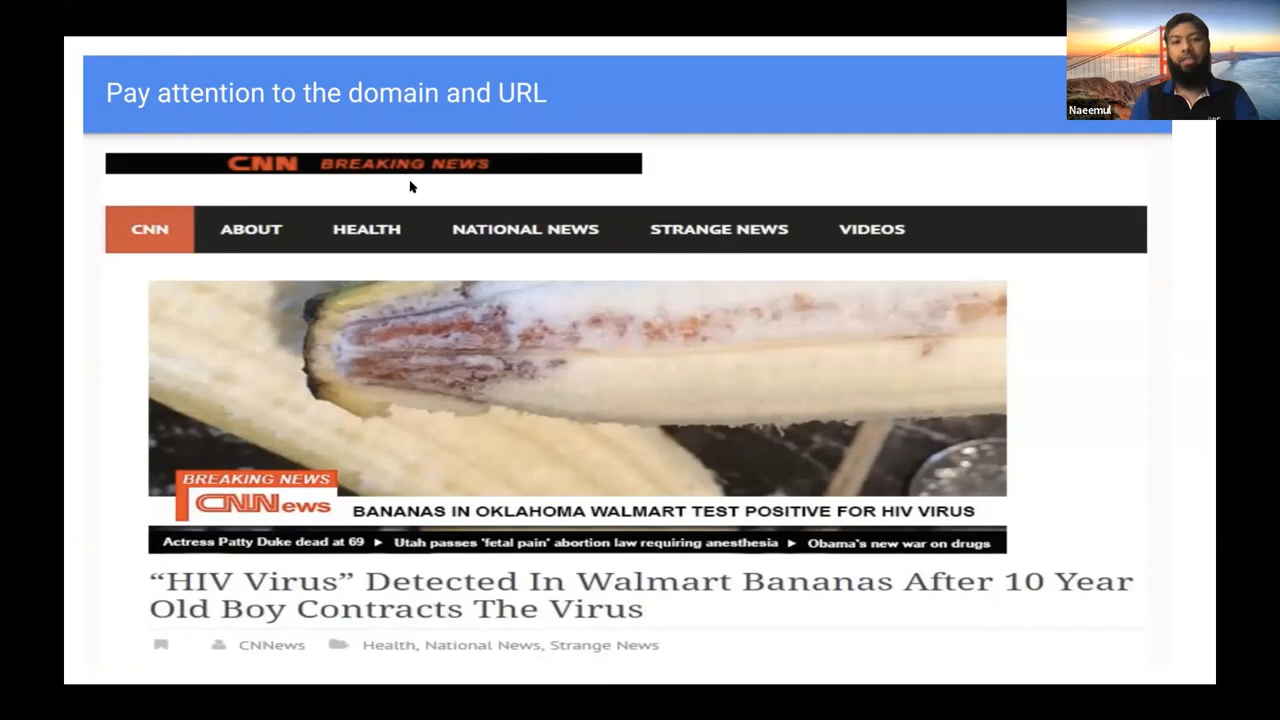 Pay attention to the domain and URL
Naeemul
CNN BREAKING NEWS
CNN ABOUT HEALTH NATIONAL NEWS STRANGE NEWS VIDEOS
BREAKING NEWS
CNNews
BANANAS IN OKLAHOMA WALMART TEST POSITIVE FOR HIV VIRUS
Actress Patty Duke dead at 69 ► Utah passes 'fetal pain' abortion law requiring anesthesia ► Obama's new war on drugs
“HIV Virus” Detected In Walmart Bananas After 10 Year
Old Boy Contracts The Virus
CNNews Health, National News, Strange News